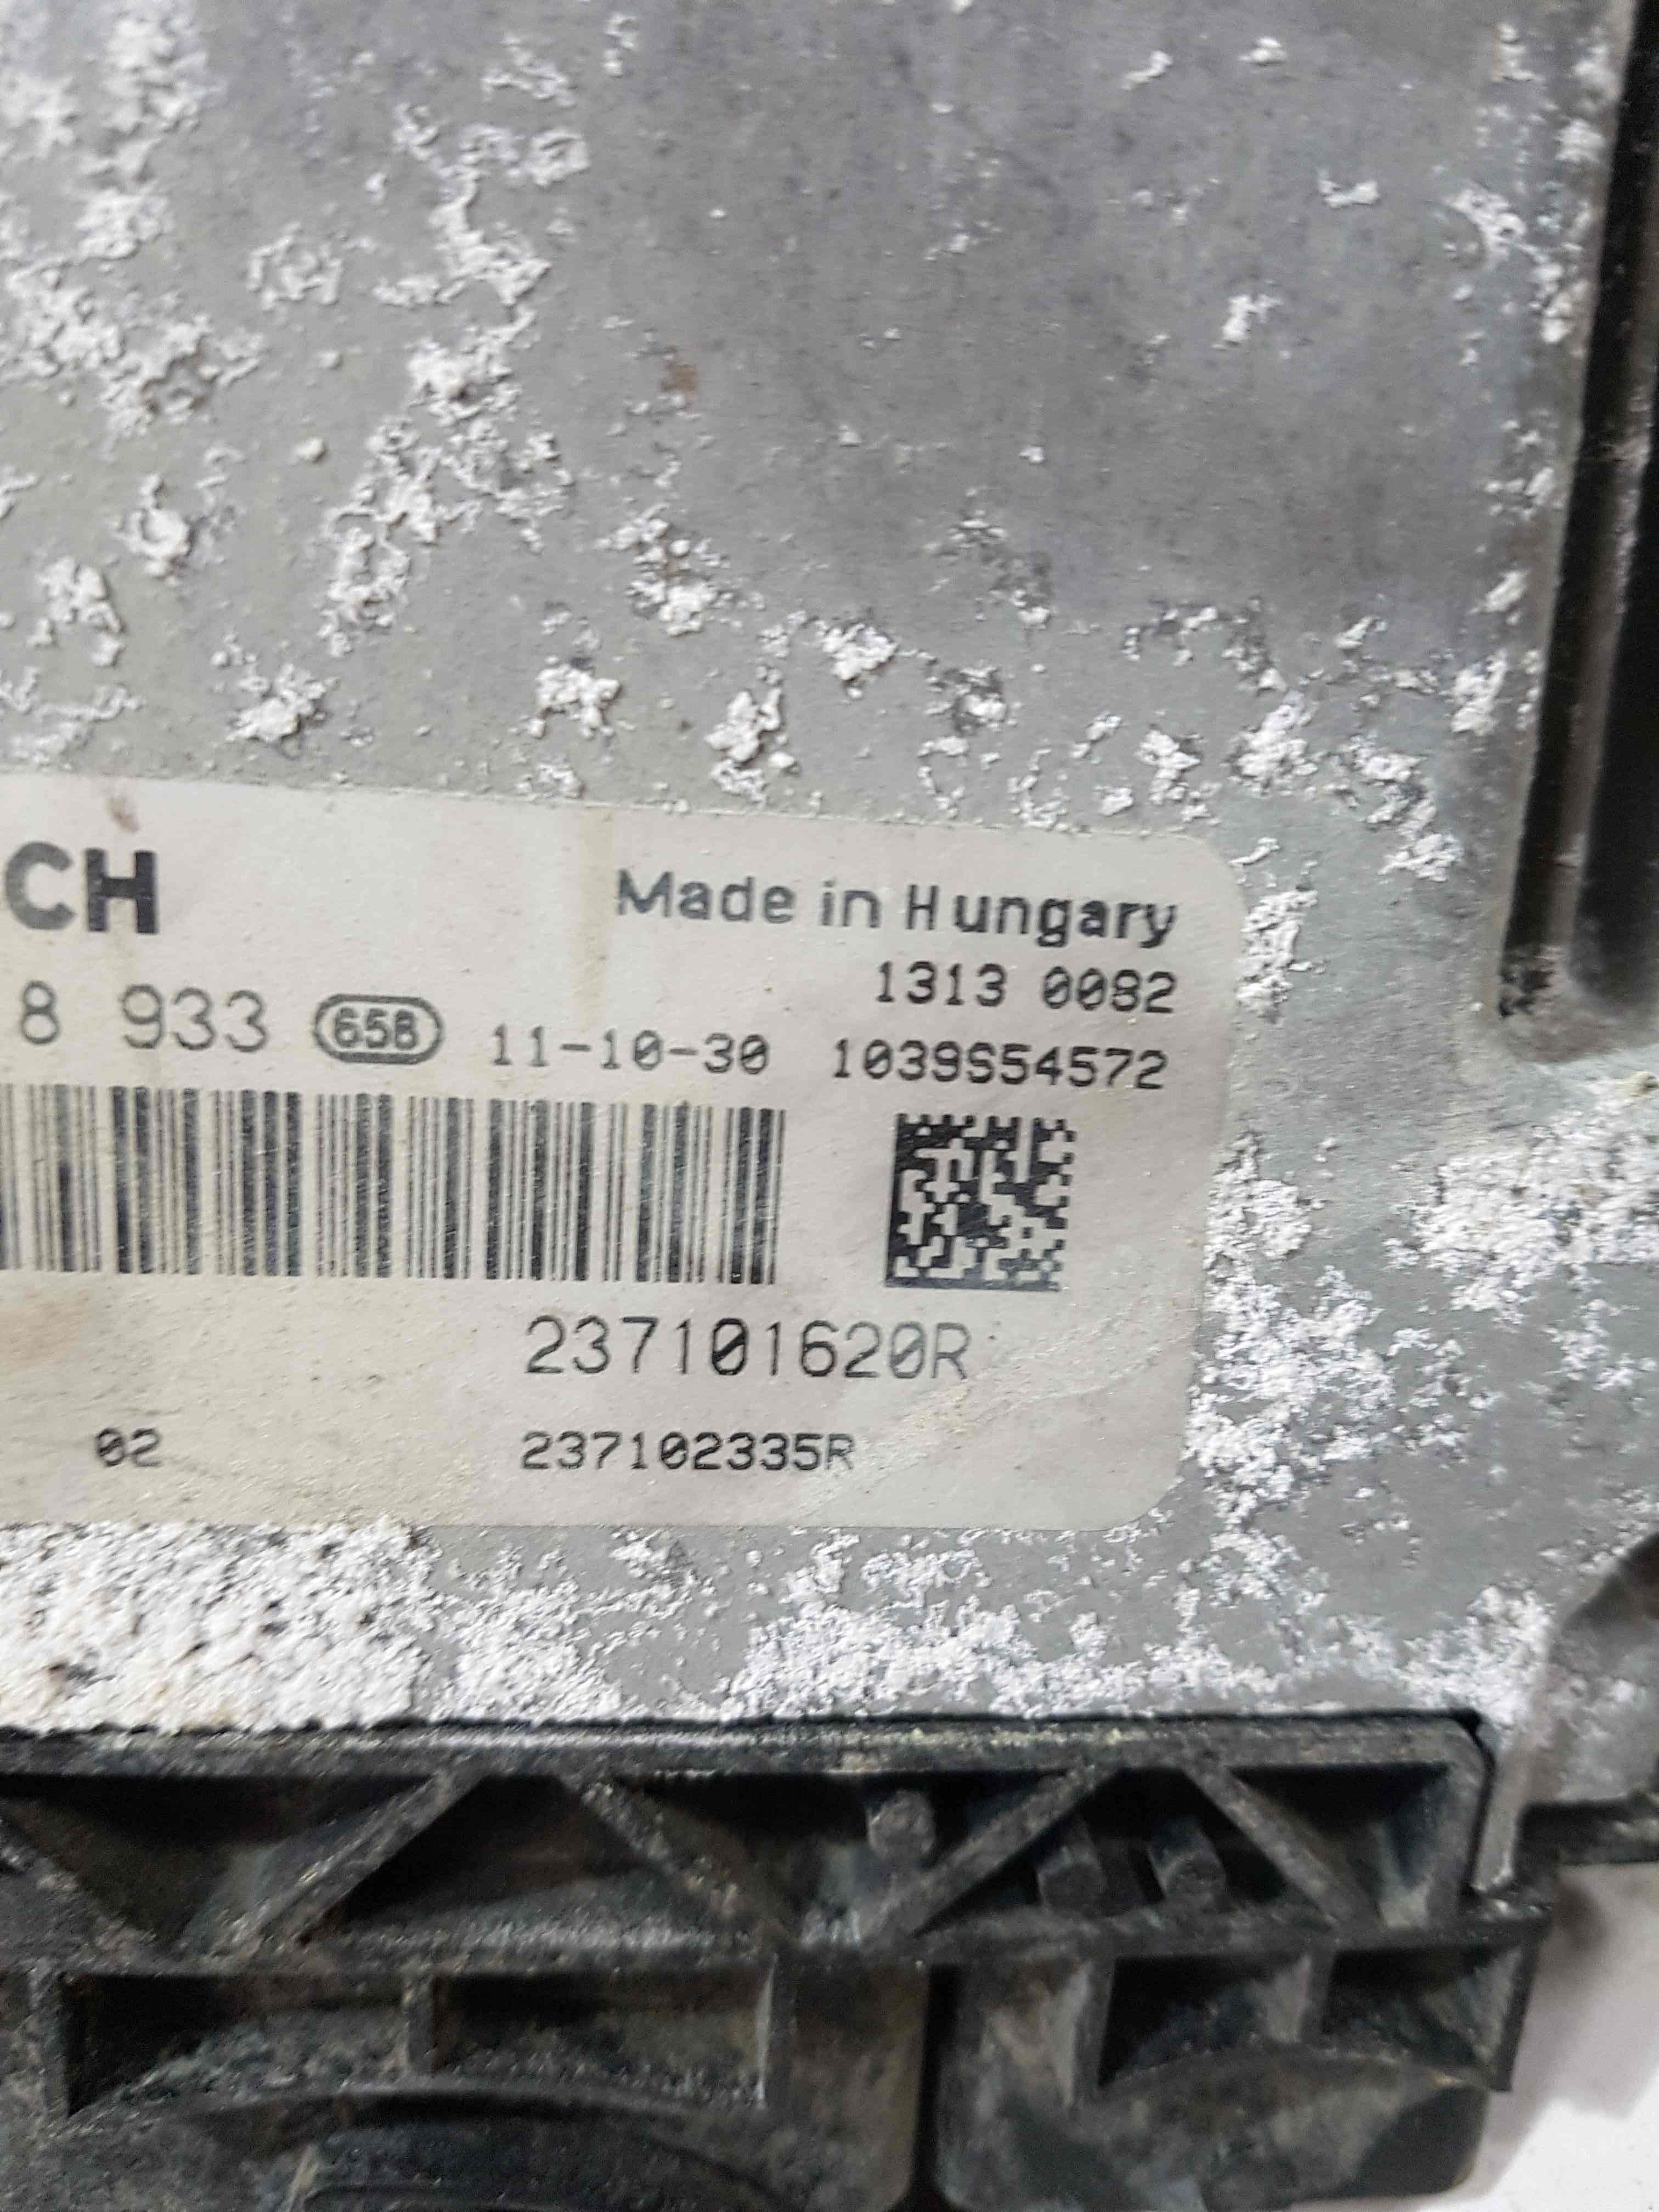 CH
Made in Hungary
1313 0082
8 933 658 11-10-30 1039S54572
237101620R
02 237102335R